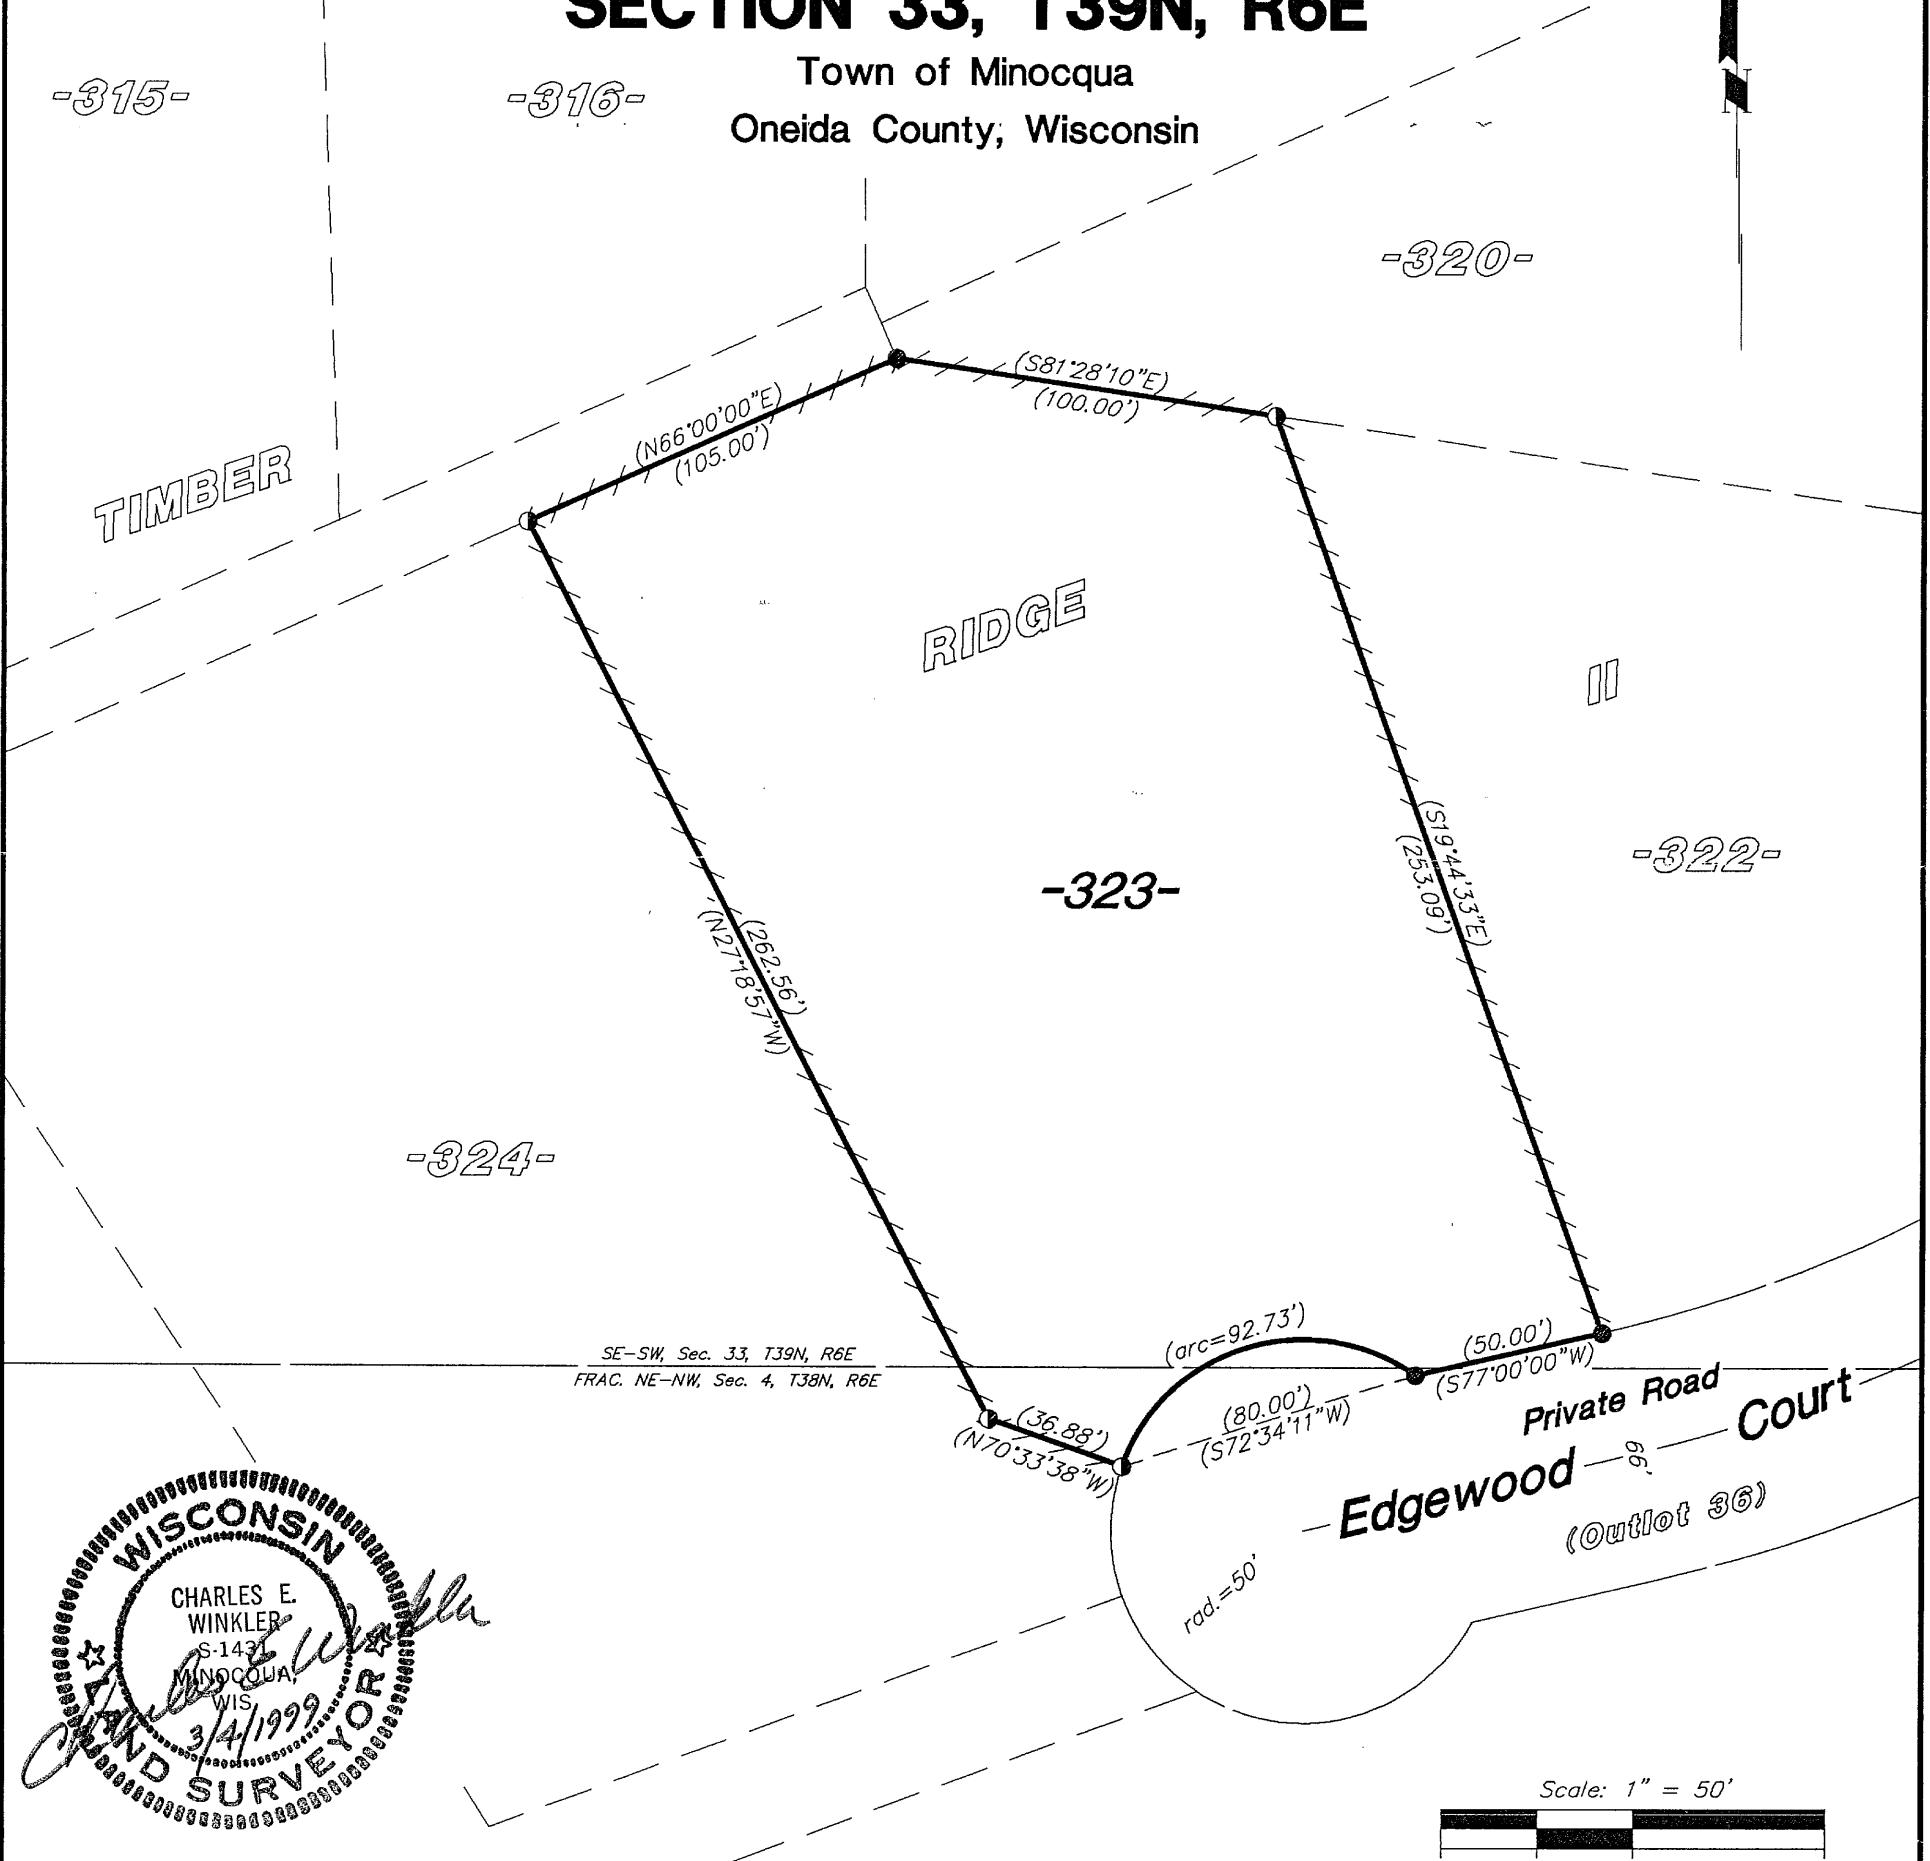 SECTION 33, T39N, R6E
Town of Minocqua
Oneida County, Wisconsin
N
-315-
-316-
-320-
(S81°28'10"E)
(100.00')
(N66°00'00"E)
(105.00')
TIMBER
RIDGE
II
(S19°44'33"E)
(253.09')
-322-
-323-
(262.56')
(N27°18'57"W)
-324-
(arc=92.73')
(50.00')
(S77°00'00"W)
SE-SW, Sec. 33, T39N, R6E
FRAC. NE-NW, Sec. 4, T38N, R6E
(36.88')
(N70°33'38"W)
(80.00')
(S72°34'11"W)
Private Road
Edgewood Court
66'
(Outlot 36)
rad.=50'
WISCONSIN
CHARLES E.
WINKLER
S-1431
MINOCQUA,
WIS.
3/4/1999
LAND SURVEYOR
Charles E Winkler
Scale: 1" = 50'